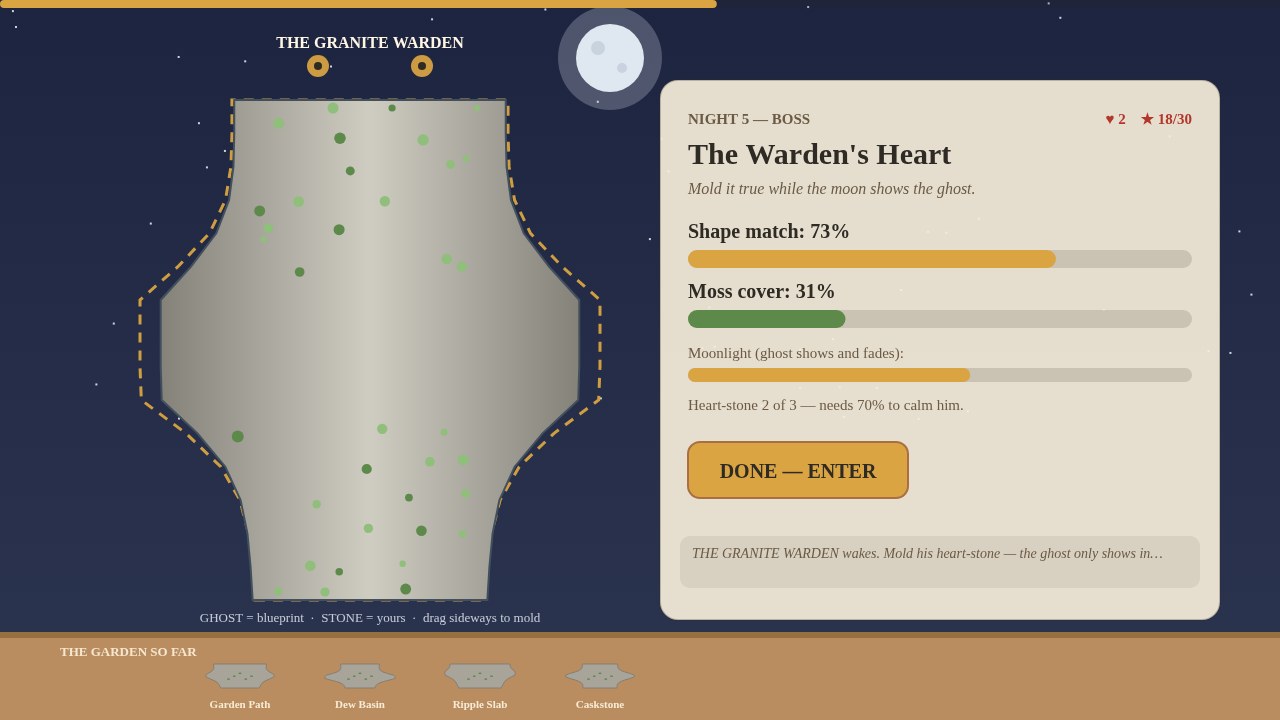 THE GRANITE WARDEN
NIGHT 5 — BOSS
♥ 2 ★ 18/30
The Warden's Heart
Mold it true while the moon shows the ghost.
Shape match: 73%
Moss cover: 31%
Moonlight (ghost shows and fades):
Heart-stone 2 of 3 — needs 70% to calm him.
DONE — ENTER
THE GRANITE WARDEN wakes. Mold his heart-stone — the ghost only shows in…
GHOST = blueprint · STONE = yours · drag sideways to mold
THE GARDEN SO FAR
Garden Path
Dew Basin
Ripple Slab
Caskstone